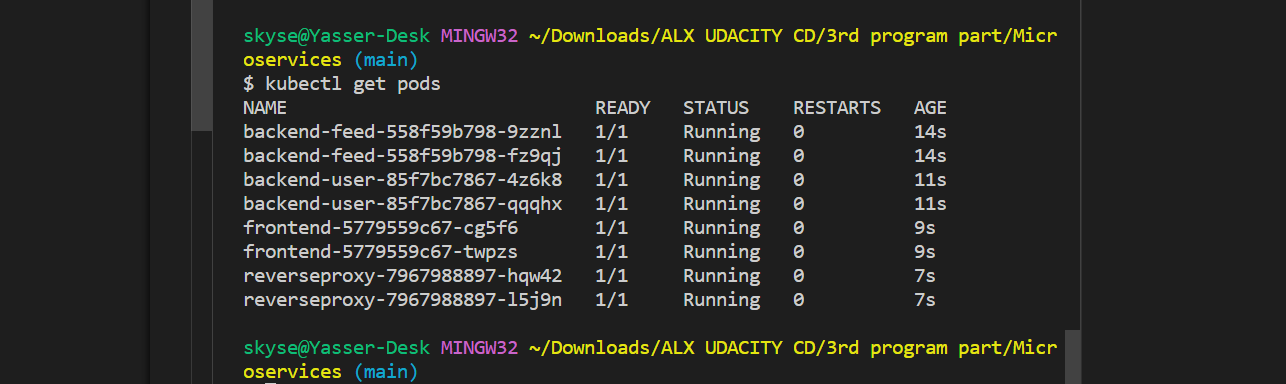 skyse@Yasser-Desk MINGW32 ~/Downloads/ALX UDACITY CD/3rd program part/Micr
oservices (main)
$ kubectl get pods
NAME                            READY   STATUS    RESTARTS   AGE
backend-feed-558f59b798-9zznl   1/1     Running   0          14s
backend-feed-558f59b798-fz9qj   1/1     Running   0          14s
backend-user-85f7bc7867-4z6k8   1/1     Running   0          11s
backend-user-85f7bc7867-qqqhx   1/1     Running   0          11s
frontend-5779559c67-cg5f6       1/1     Running   0          9s
frontend-5779559c67-twpzs       1/1     Running   0          9s
reverseproxy-7967988897-hqw42   1/1     Running   0          7s
reverseproxy-7967988897-l5j9n   1/1     Running   0          7s
skyse@Yasser-Desk MINGW32 ~/Downloads/ALX UDACITY CD/3rd program part/Micr
oservices (main)